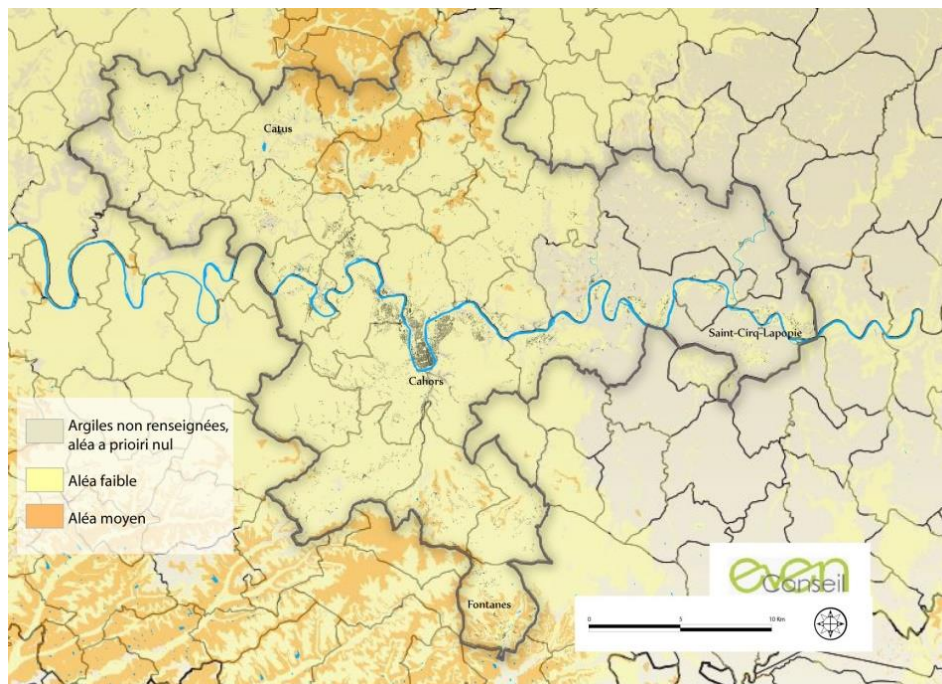 Catus
Saint-Cirq-Lapopie
Cahors
Argiles non renseignées,
aléa a prioiri nul
Aléa faible
Aléa moyen
even
Conseil
Fontanes
0 5 10 Km